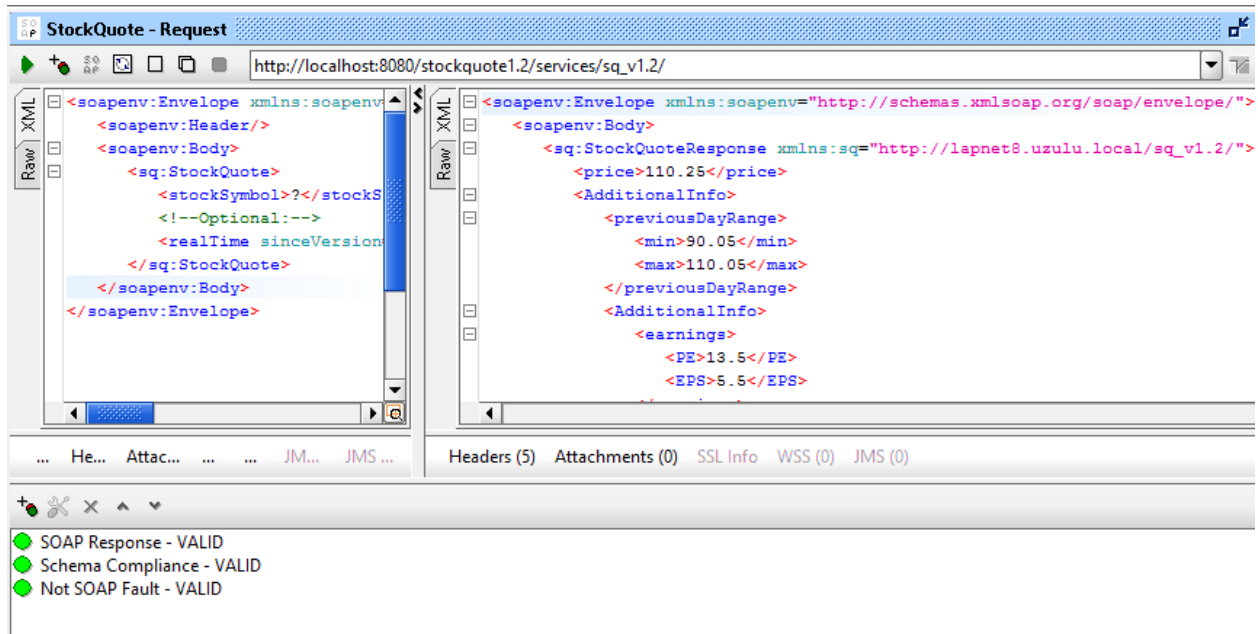 StockQuote - Request
http://localhost:8080/stockquote1.2/services/sq_v1.2/
XML
Raw
<soapenv:Envelope xmlns:soapenv
<soapenv:Header/>
<soapenv:Body>
<sq:StockQuote>
<stockSymbol>?</stockS
<!--Optional:-->
<realTime sinceVersion
</sq:StockQuote>
</soapenv:Body>
</soapenv:Envelope>
... He... Attac... ... ... JM... JMS ...
XML
Raw
<soapenv:Envelope xmlns:soapenv="http://schemas.xmlsoap.org/soap/envelope/">
<soapenv:Body>
<sq:StockQuoteResponse xmlns:sq="http://lapnet8.uzulu.local/sq_v1.2/">
<price>110.25</price>
<AdditionalInfo>
<previousDayRange>
<min>90.05</min>
<max>110.05</max>
</previousDayRange>
<AdditionalInfo>
<earnings>
<PE>13.5</PE>
<EPS>5.5</EPS>
Headers (5) Attachments (0) SSL Info WSS (0) JMS (0)
SOAP Response - VALID
Schema Compliance - VALID
Not SOAP Fault - VALID